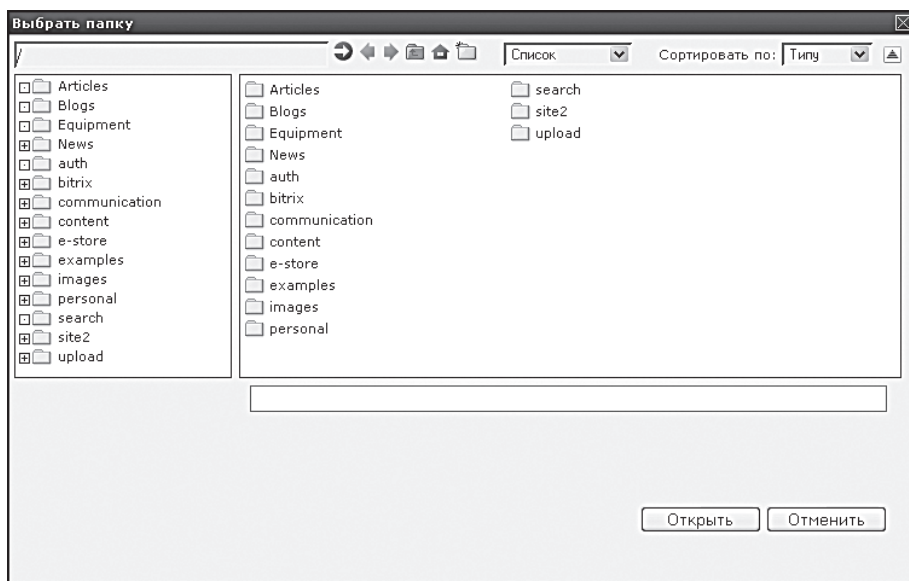 Выбрать папку
/ Список Сортировать по: Типу
Articles
Blogs
Equipment
News
auth
bitrix
communication
content
e-store
examples
images
personal
search
site2
upload
Articles
Blogs
Equipment
News
auth
bitrix
communication
content
e-store
examples
images
personal
search
site2
upload
Открыть Отменить